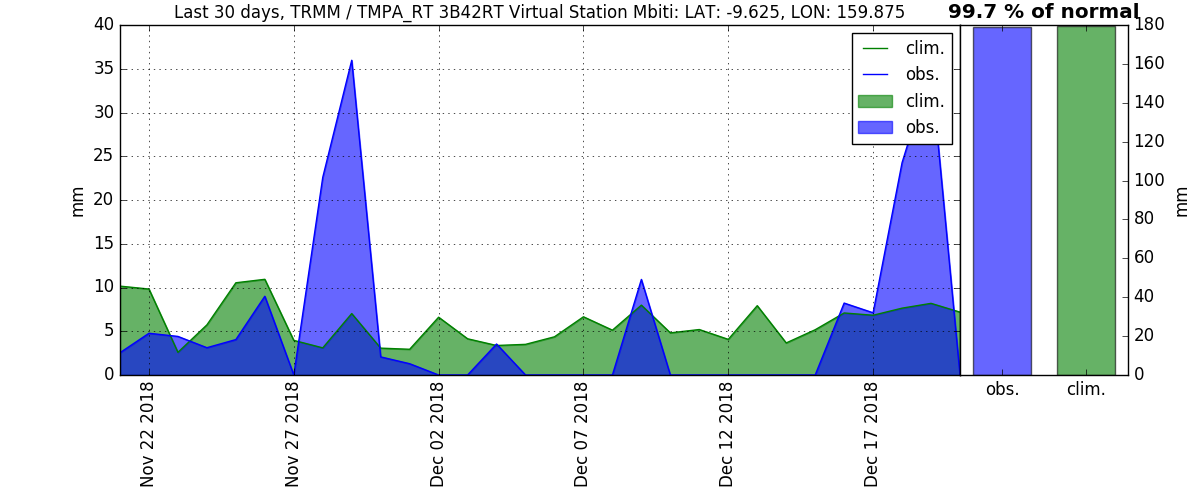 Last 30 days, TRMM / TMPA_RT 3B42RT Virtual Station Mbiti: LAT: -9.625, LON: 159.875
99.7 % of normal
40
35
30
25
20
15
10
5
0
mm
clim.
obs.
clim.
obs.
Nov 22 2018
Nov 27 2018
Dec 02 2018
Dec 07 2018
Dec 12 2018
Dec 17 2018
180
160
140
120
100
80
60
40
20
0
mm
obs.
clim.